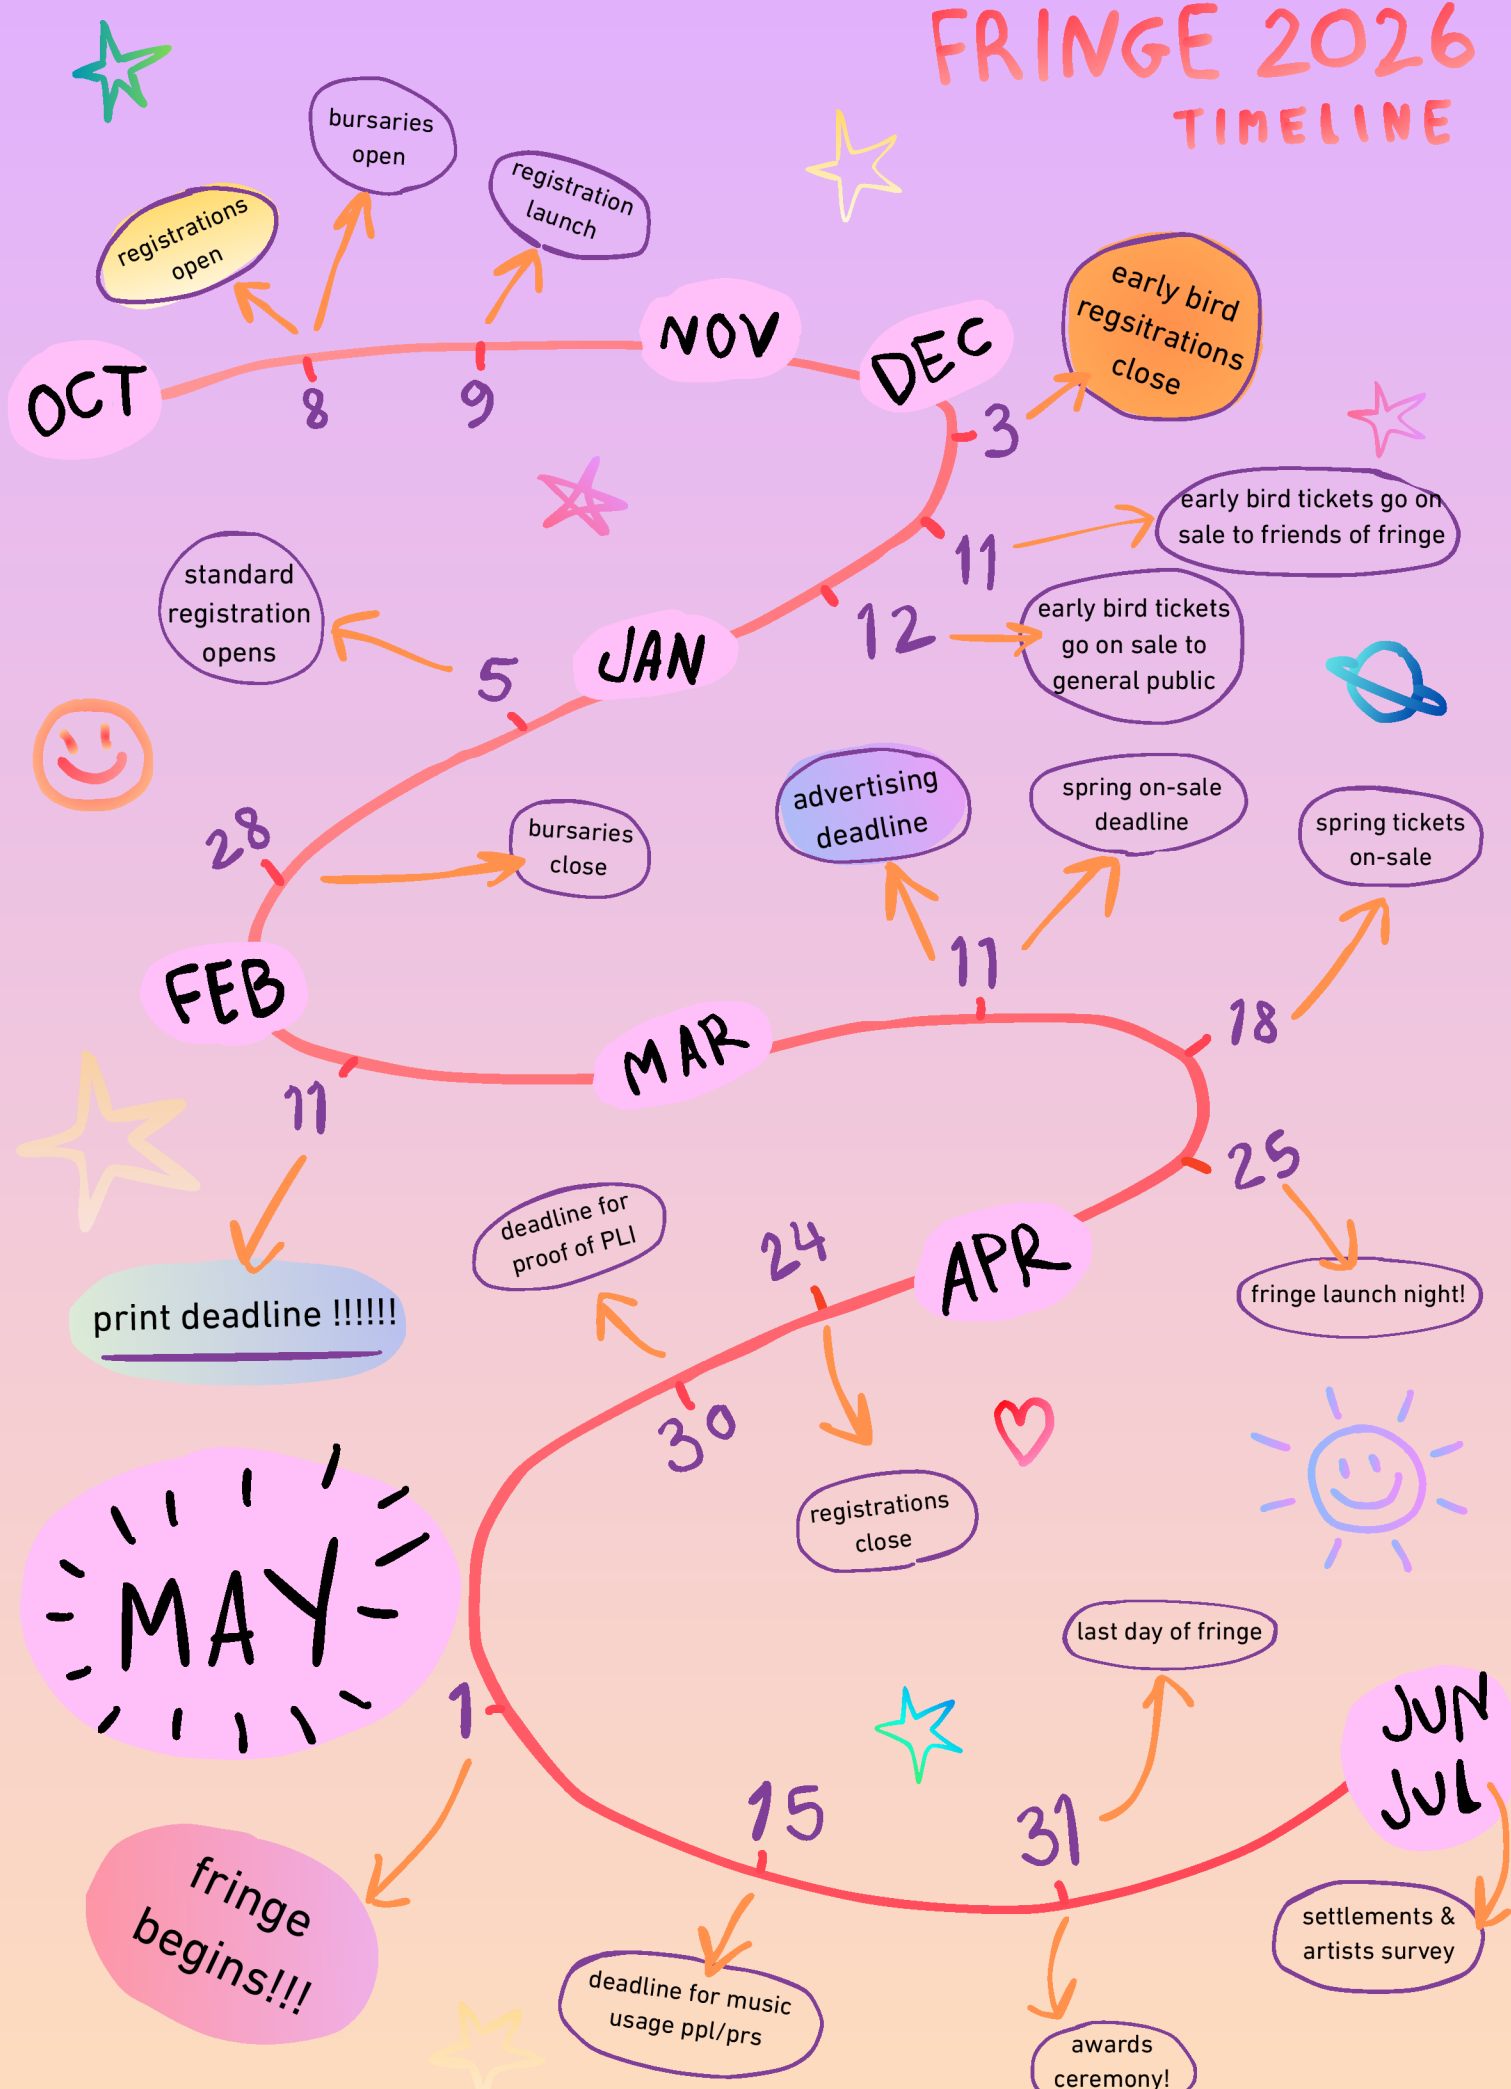 FRINGE 2026
TIMELINE
OCT
8
registrations
open
bursaries
open
9
registration
launch
NOV
DEC
3
early bird
regsitrations
close
11
early bird tickets go on
sale to friends of fringe
12
early bird tickets
go on sale to
general public
JAN
5
standard
registration
opens
28
bursaries
close
FEB
11
print deadline !!!!!!
MAR
11
advertising
deadline
spring on-sale
deadline
18
spring tickets
on-sale
25
fringe launch night!
APR
24
registrations
close
30
deadline for
proof of PLI
MAY
1
fringe
begins!!!
15
deadline for music
usage ppl/prs
31
last day of fringe
awards
ceremony!
JUN
JUL
settlements &
artists survey